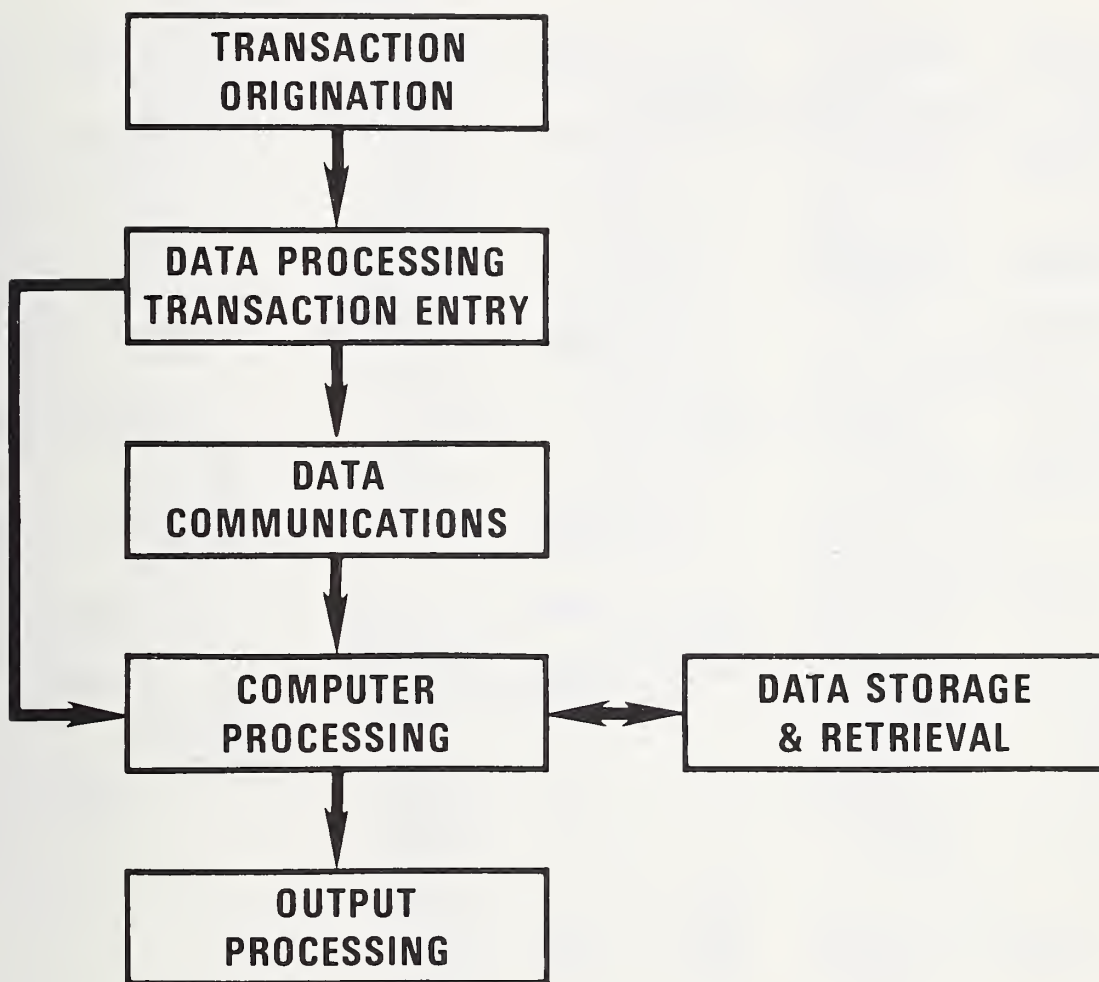 TRANSACTION
ORIGINATION
DATA PROCESSING
TRANSACTION ENTRY
DATA
COMMUNICATIONS
COMPUTER
PROCESSING
DATA STORAGE
& RETRIEVAL
OUTPUT
PROCESSING